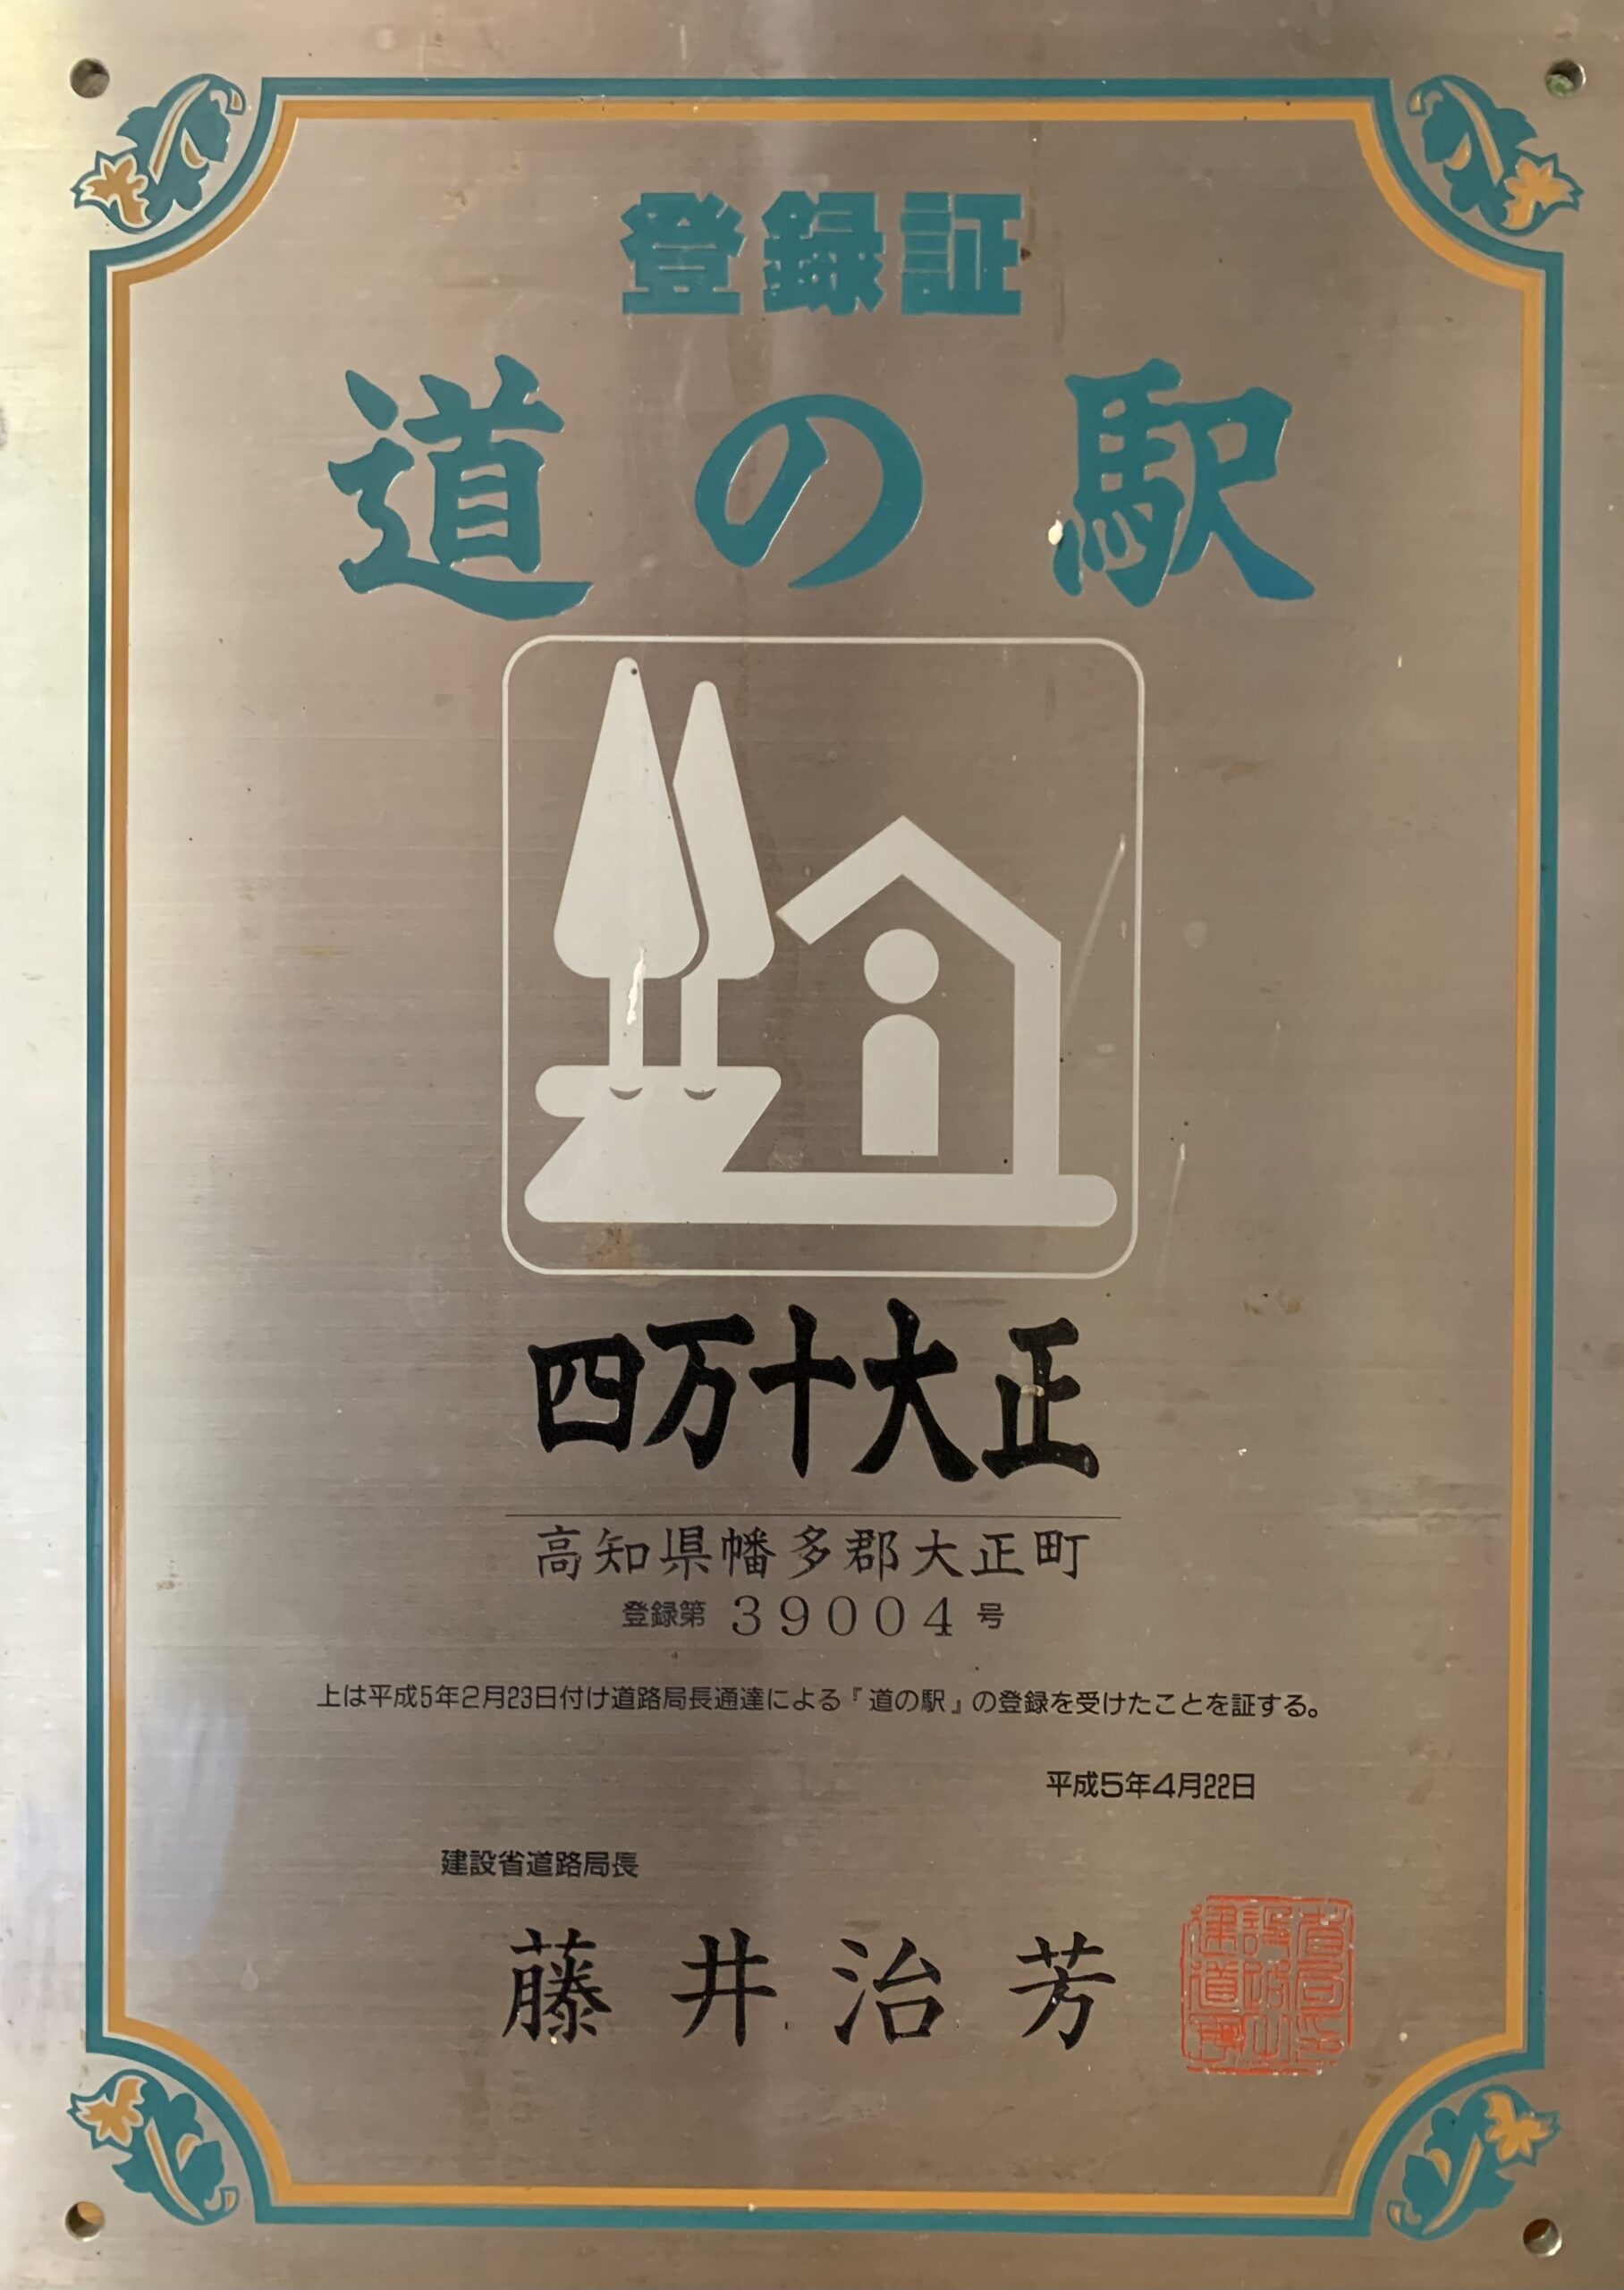 登録証
道の駅
四万十大正
高知県幡多郡大正町
登録第 39004 号
上は平成5年2月23日付け道路局長通達による『道の駅』の登録を受けたことを証する。
平成5年4月22日
建設省道路局長
藤井治芳